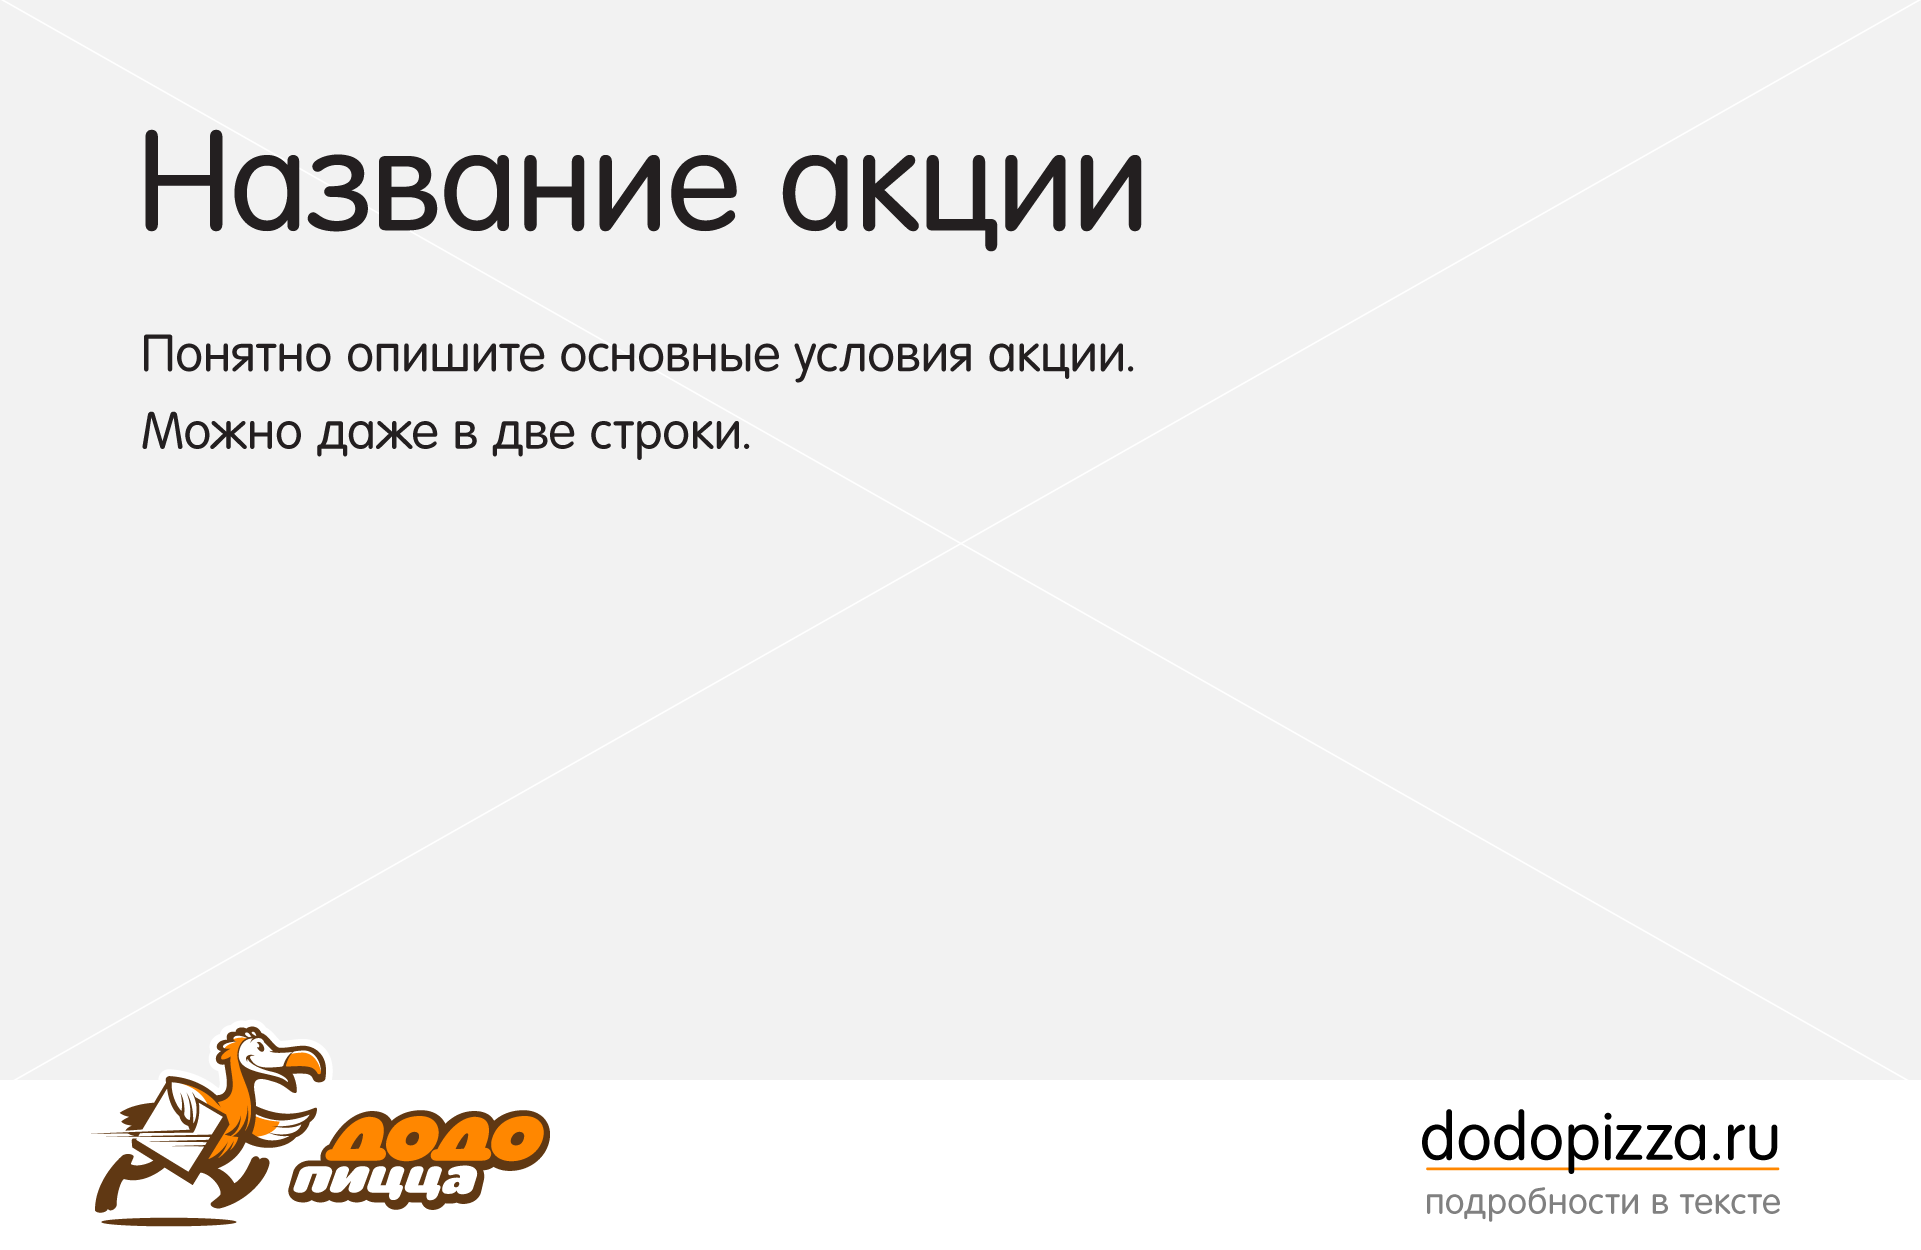 Название акции
Понятно опишите основные условия акции.
Можно даже в две строки.
ДОДО
пицца
dodopizza.ru
подробности в тексте